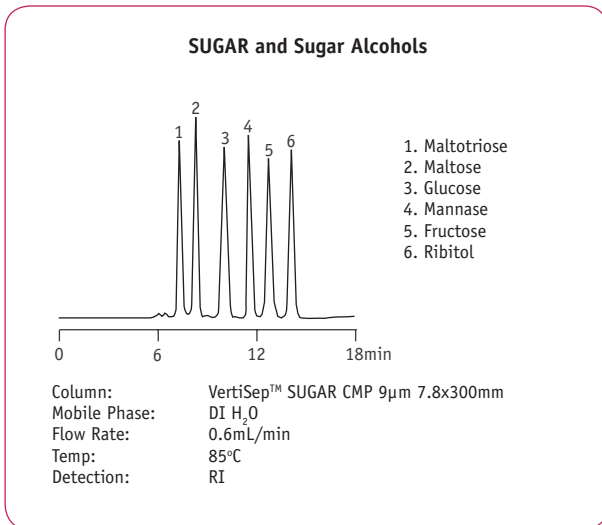 SUGAR and Sugar Alcohols
1
2
3
4
5
6
1. Maltotriose
2. Maltose
3. Glucose
4. Mannase
5. Fructose
6. Ribitol
0 6 12 18min
Column: VertiSep™ SUGAR CMP 9µm 7.8x300mm
Mobile Phase: DI H₂O
Flow Rate: 0.6mL/min
Temp: 85°C
Detection: RI